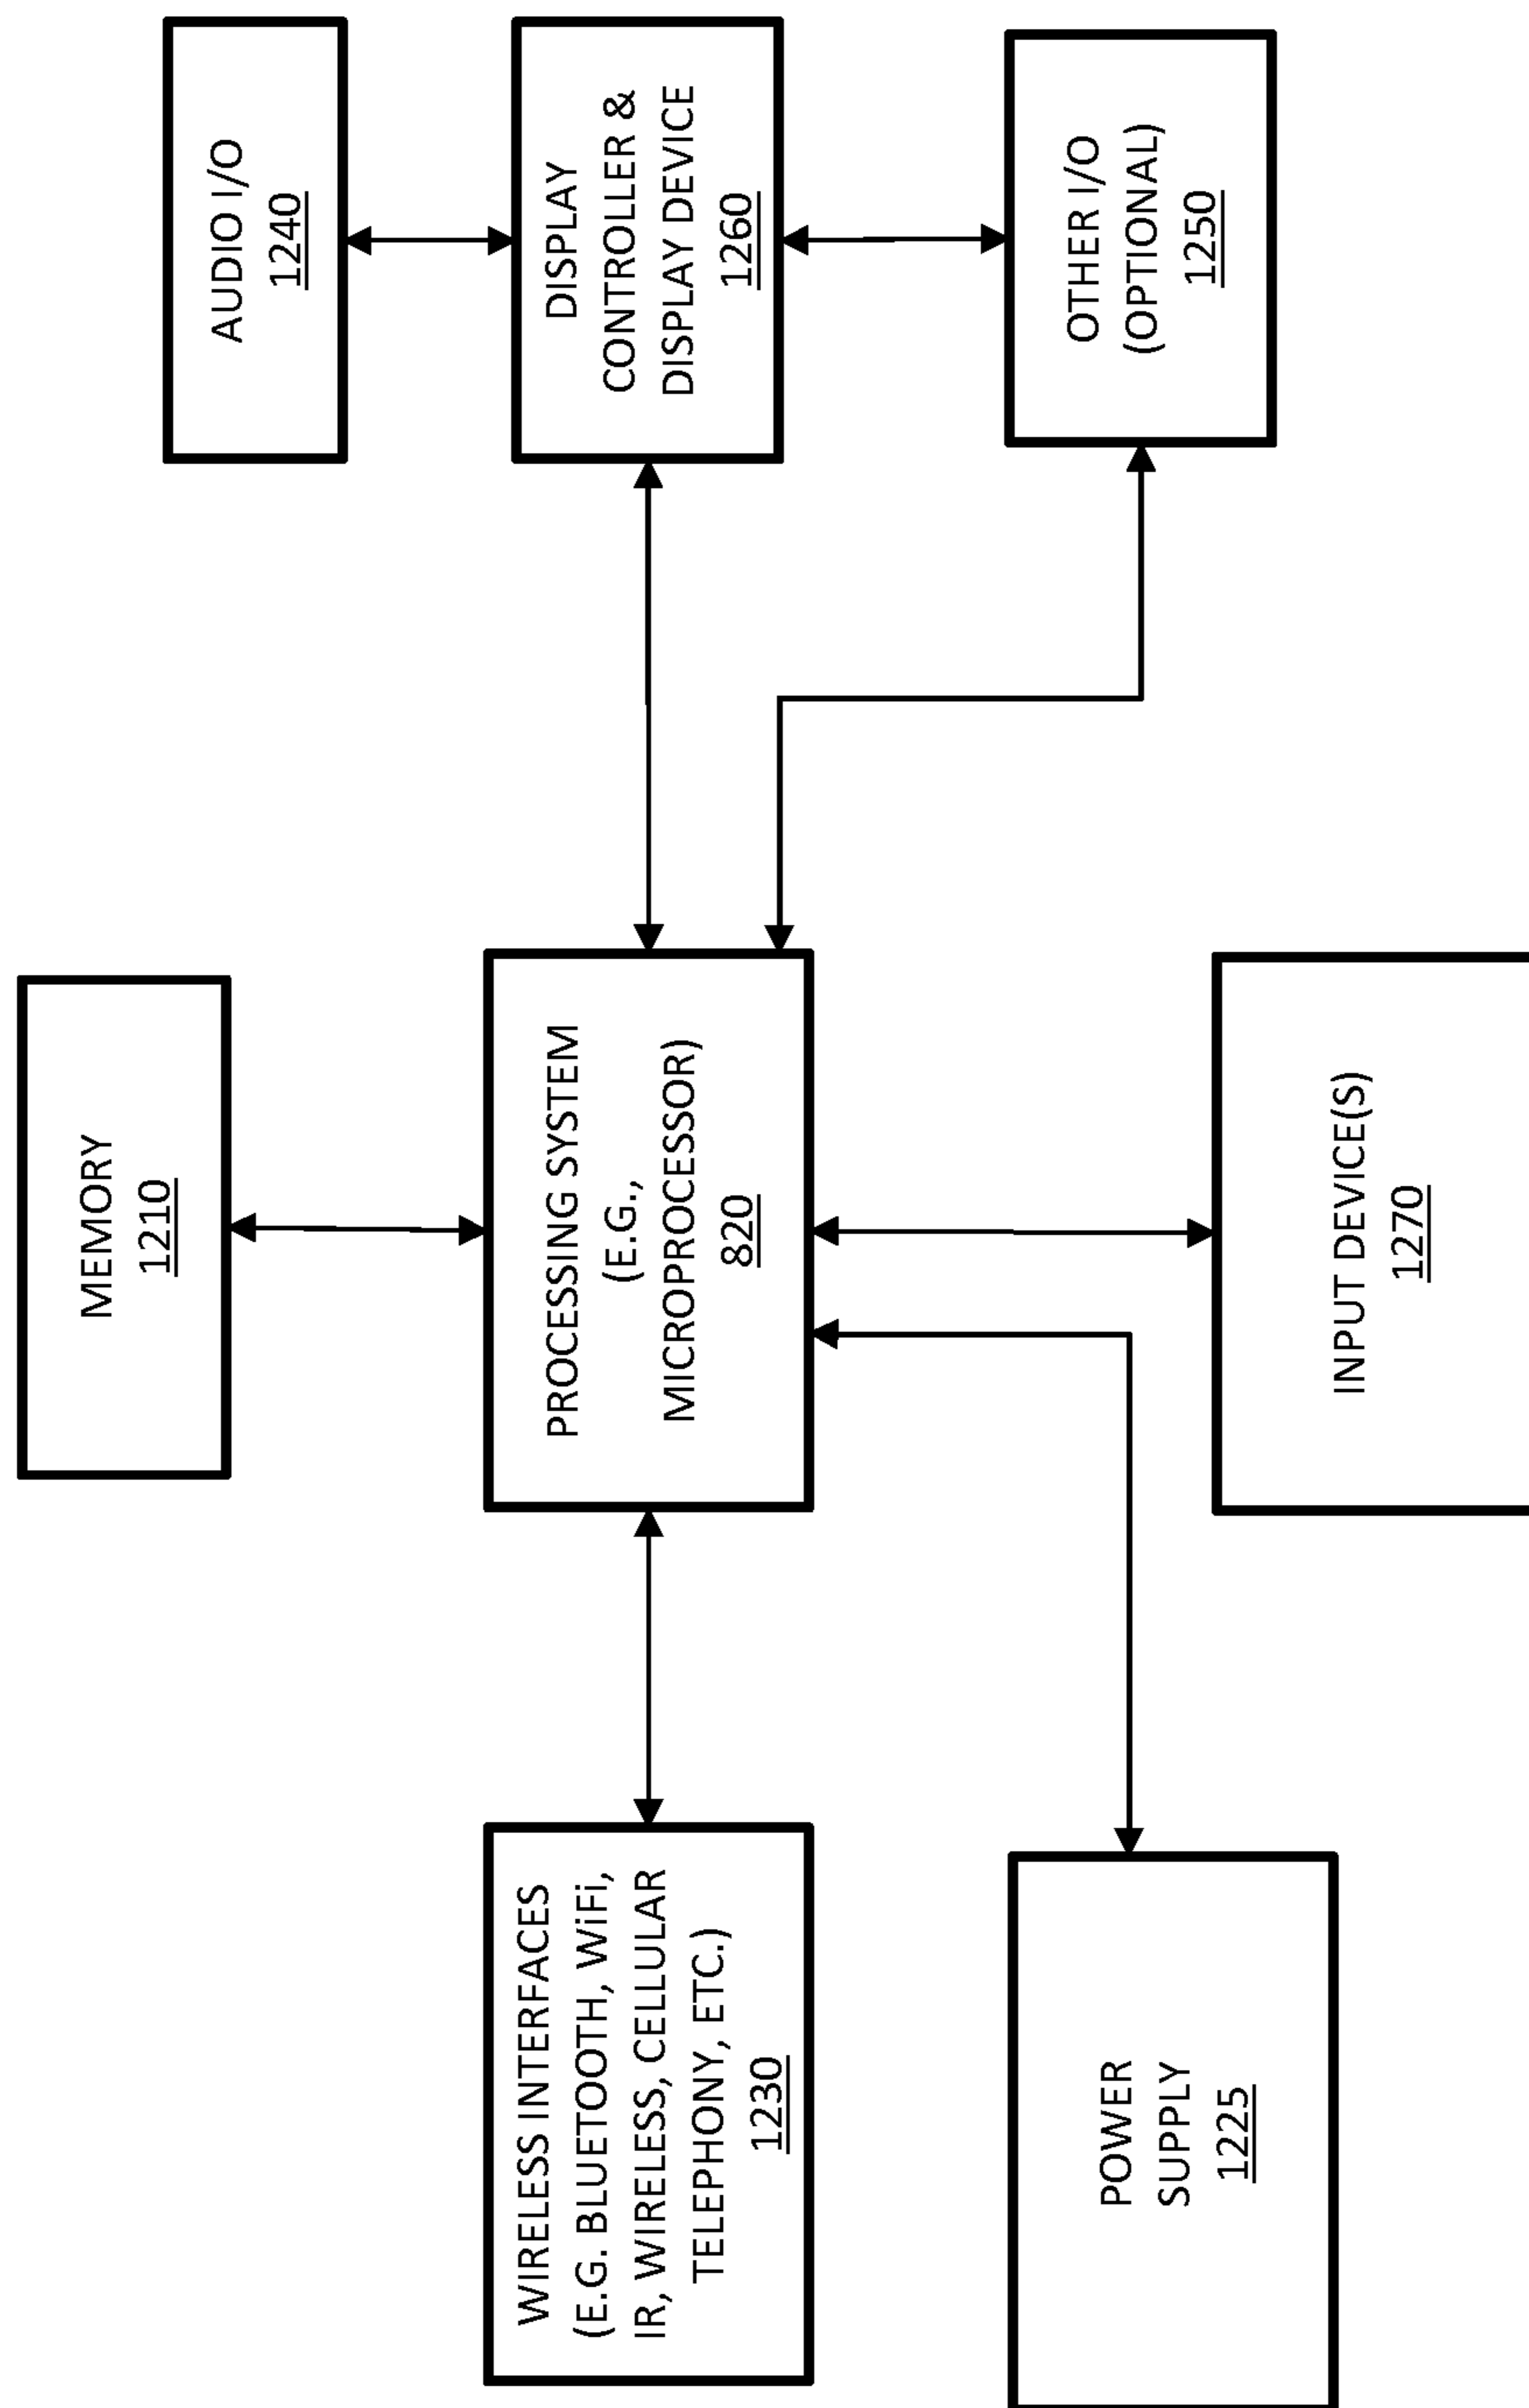 MEMORY
1210
AUDIO I/O
1240
WIRELESS INTERFACES
(E.G. BLUETOOTH, WiFi,
IR, WIRELESS, CELLULAR
TELEPHONY, ETC.)
1230
PROCESSING SYSTEM
(E.G.,
MICROPROCESSOR)
820
DISPLAY
CONTROLLER &
DISPLAY DEVICE
1260
POWER
SUPPLY
1225
INPUT DEVICE(S)
1270
OTHER I/O
(OPTIONAL)
1250